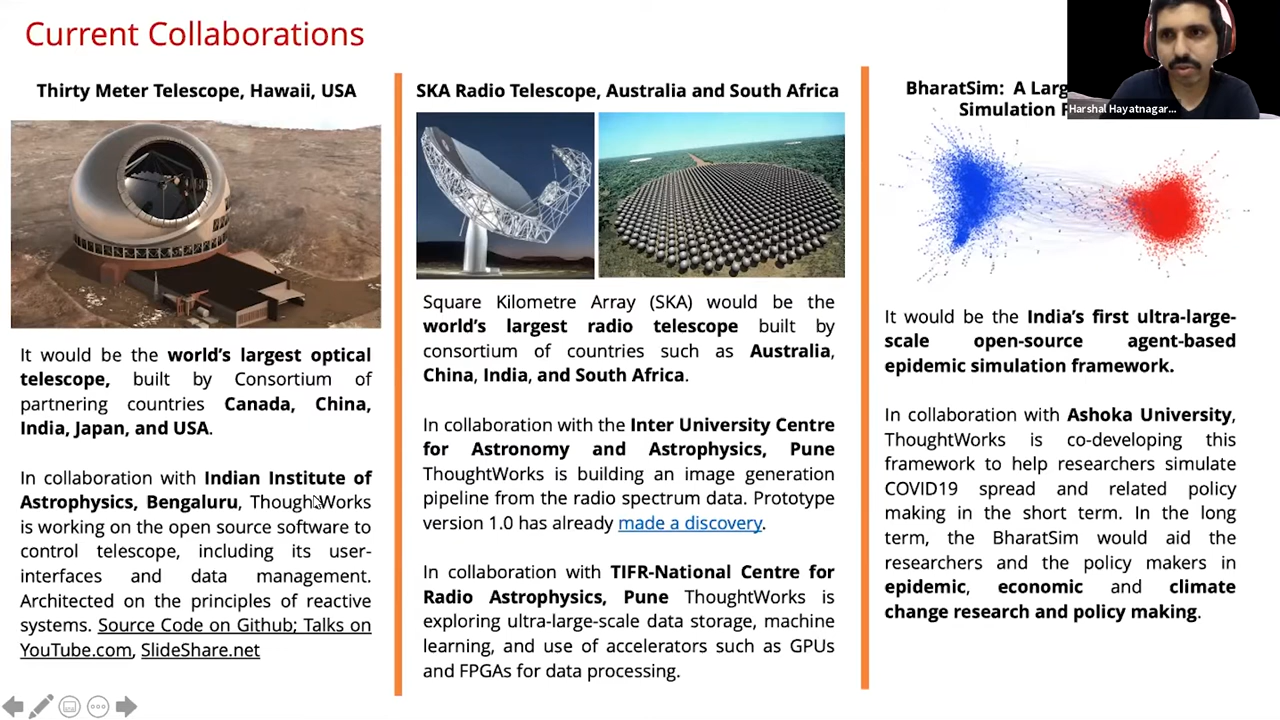 Current Collaborations
Thirty Meter Telescope, Hawaii, USA
It would be the world's largest optical
telescope, built by Consortium of
partnering countries Canada, China,
India, Japan, and USA.
In collaboration with Indian Institute of
Astrophysics, Bengaluru, ThoughtWorks
is working on the open source software to
control telescope, including its user-
interfaces and data management.
Architected on the principles of reactive
systems. Source Code on Github; Talks on
YouTube.com, SlideShare.net
SKA Radio Telescope, Australia and South Africa
Square Kilometre Array (SKA) would be the
world's largest radio telescope built by
consortium of countries such as Australia,
China, India, and South Africa.
In collaboration with the Inter University Centre
for Astronomy and Astrophysics, Pune
ThoughtWorks is building an image generation
pipeline from the radio spectrum data. Prototype
version 1.0 has already made a discovery.
In collaboration with TIFR-National Centre for
Radio Astrophysics, Pune ThoughtWorks is
exploring ultra-large-scale data storage, machine
learning, and use of accelerators such as GPUs
and FPGAs for data processing.
BharatSim: A
Simulation
Harshal Hayatnagar...
It would be the India's first ultra-large-
scale open-source agent-based
epidemic simulation framework.
In collaboration with Ashoka University,
ThoughtWorks is co-developing this
framework to help researchers simulate
COVID19 spread and related policy
making in the short term. In the long
term, the BharatSim would aid the
researchers and the policy makers in
epidemic, economic and climate
change research and policy making.